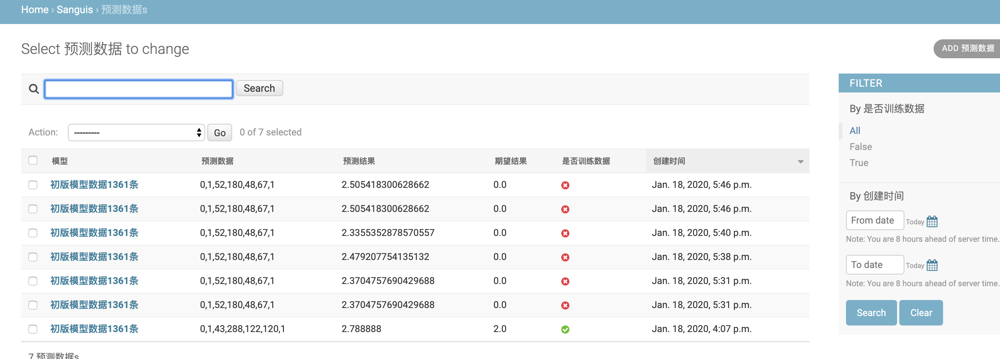 Home › Sanguis › 预测数据s
Select 预测数据 to change
ADD 预测数据
Search
Action: --------- Go 0 of 7 selected
模型 预测数据 预测结果 期望结果 是否训练数据 创建时间
初版模型数据1361条 0,1,52,180,48,67,1 2.505418300628662 0.0 Jan. 18, 2020, 5:46 p.m.
初版模型数据1361条 0,1,52,180,48,67,1 2.505418300628662 0.0 Jan. 18, 2020, 5:46 p.m.
初版模型数据1361条 0,1,52,180,48,67,1 2.3355352878570557 0.0 Jan. 18, 2020, 5:40 p.m.
初版模型数据1361条 0,1,52,180,48,67,1 2.479207754135132 0.0 Jan. 18, 2020, 5:38 p.m.
初版模型数据1361条 0,1,52,180,48,67,1 2.3704757690429688 0.0 Jan. 18, 2020, 5:31 p.m.
初版模型数据1361条 0,1,52,180,48,67,1 2.3704757690429688 0.0 Jan. 18, 2020, 5:31 p.m.
初版模型数据1361条 0,1,43,288,122,120,1 2.788888 2.0 Jan. 18, 2020, 4:07 p.m.
7 预测数据s
FILTER
By 是否训练数据
All
False
True
By 创建时间
From date Today
Note: You are 8 hours ahead of server time.
To date Today
Note: You are 8 hours ahead of server time.
Search Clear